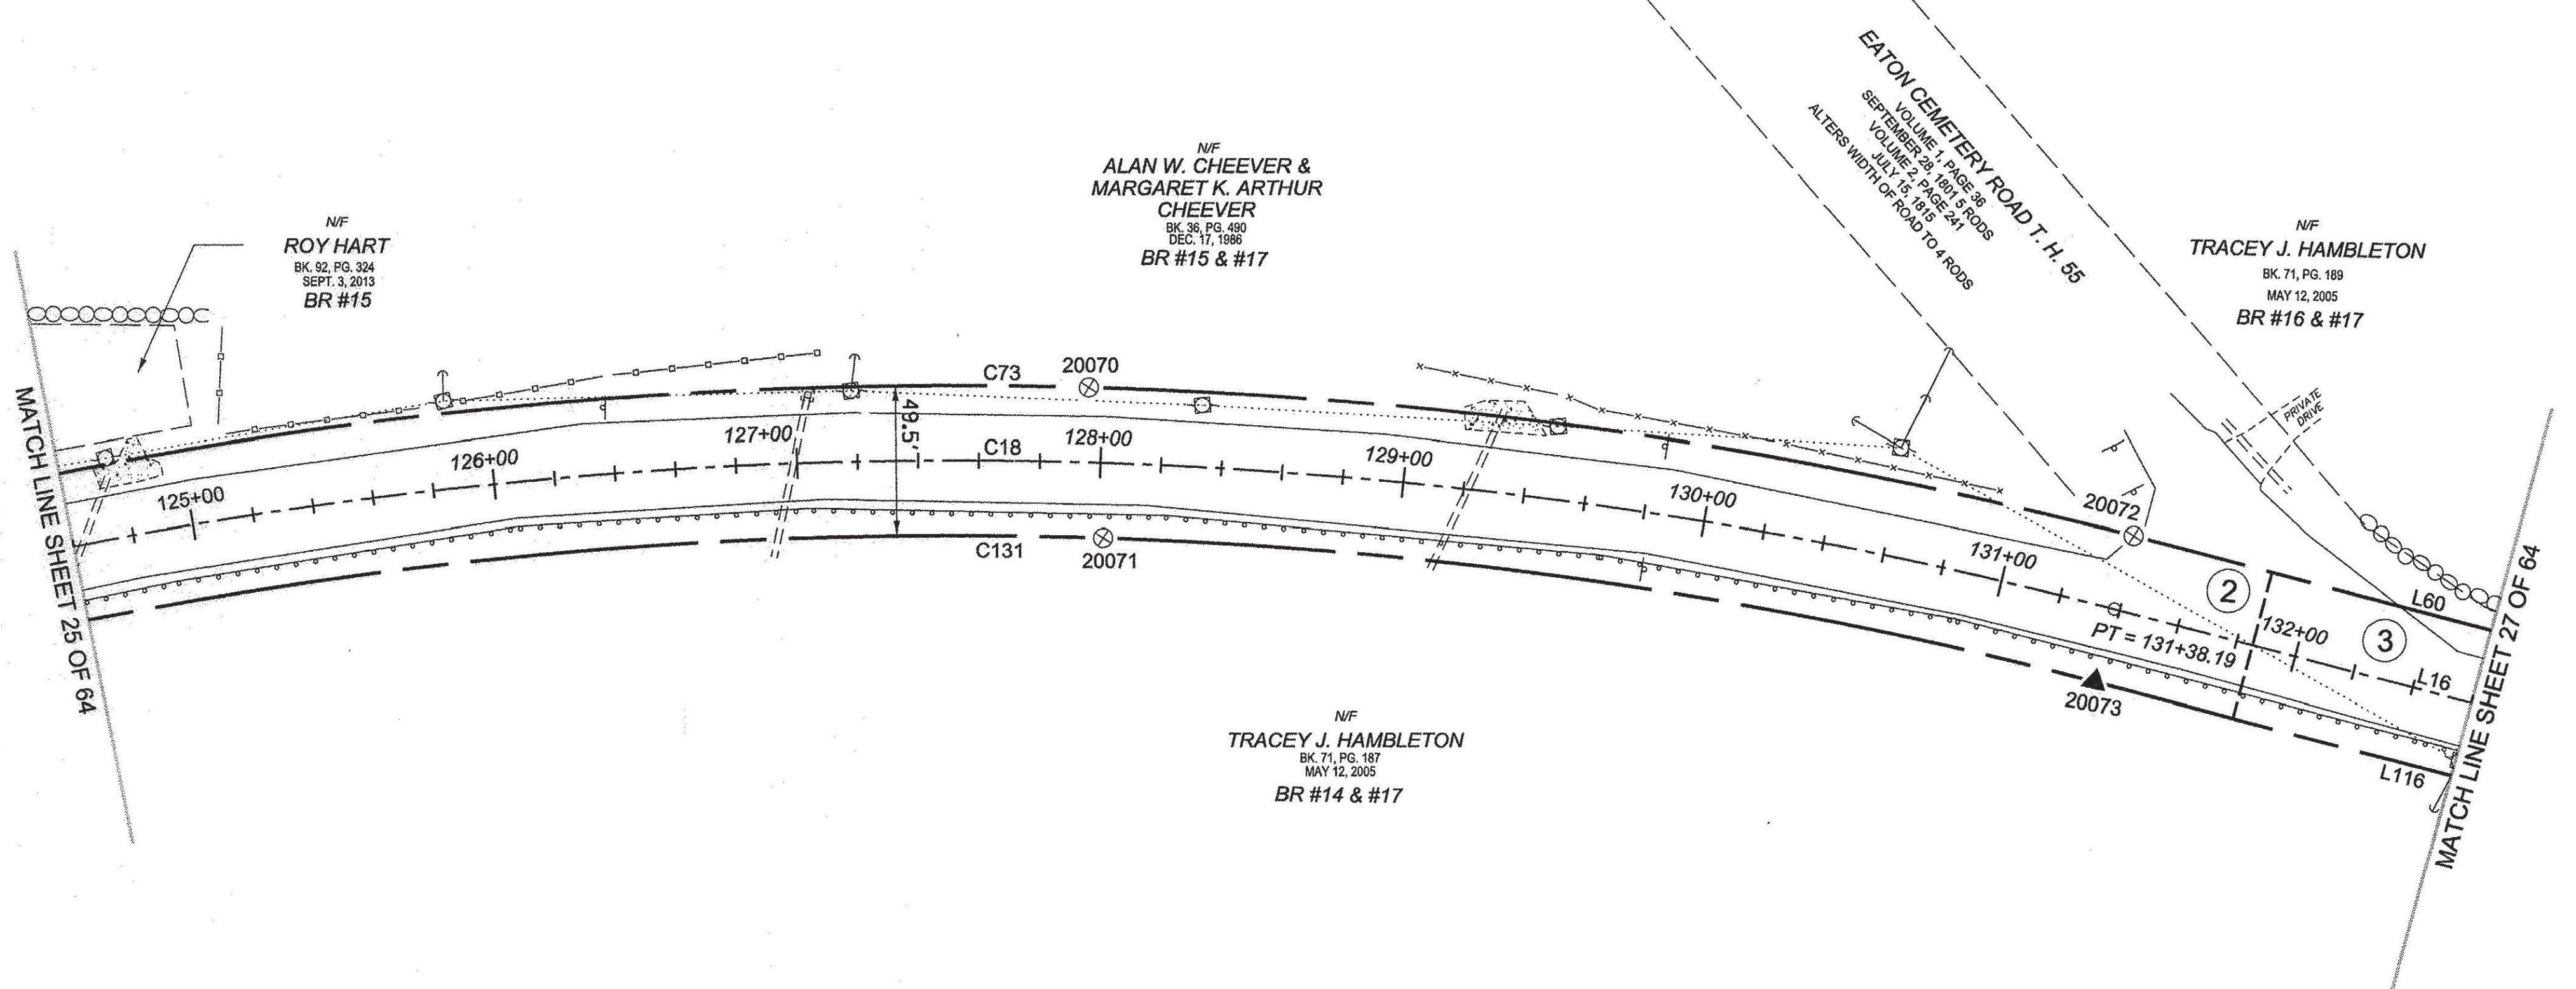 N/F
ROY HART
BK. 92, PG. 324
SEPT. 3, 2013
BR #15
N/F
ALAN W. CHEEVER &
MARGARET K. ARTHUR
CHEEVER
BK. 36, PG. 490
DEC. 17, 1986
BR #15 & #17
EATON CEMETERY ROAD T. H. 55
VOLUME 1, PAGE 36
SEPTEMBER 28, 1801 5 RODS
VOLUME 2, PAGE 241
JULY 15, 1815
ALTERS WIDTH OF ROAD TO 4 RODS
N/F
TRACEY J. HAMBLETON
BK. 71, PG. 189
MAY 12, 2005
BR #16 & #17
PRIVATE
DRIVE
MATCH LINE SHEET 25 OF 64
C73
20070
49.5'
125+00
126+00
127+00
C18
128+00
129+00
130+00
131+00
132+00
C131
20071
20072
2
3
L60
L16
PT = 131+38.19
20073
L116
MATCH LINE SHEET 27 OF 64
N/F
TRACEY J. HAMBLETON
BK. 71, PG. 187
MAY 12, 2005
BR #14 & #17